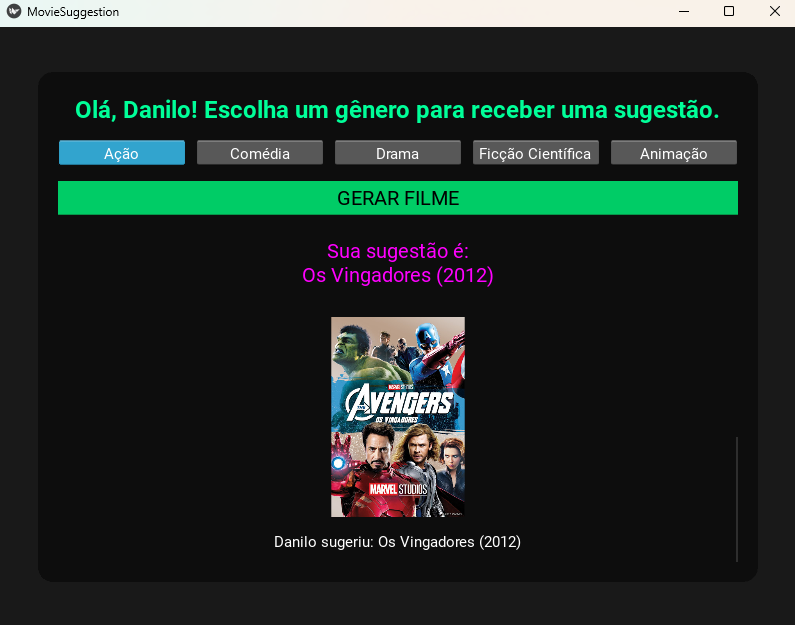 MovieSuggestion
Olá, Danilo! Escolha um gênero para receber uma sugestão.
Ação Comédia Drama Ficção Científica Animação
GERAR FILME
Sua sugestão é:
Os Vingadores (2012)
MARVEL STUDIOS
AVENGERS
OS VINGADORES
MARVEL STUDIOS
Danilo sugeriu: Os Vingadores (2012)